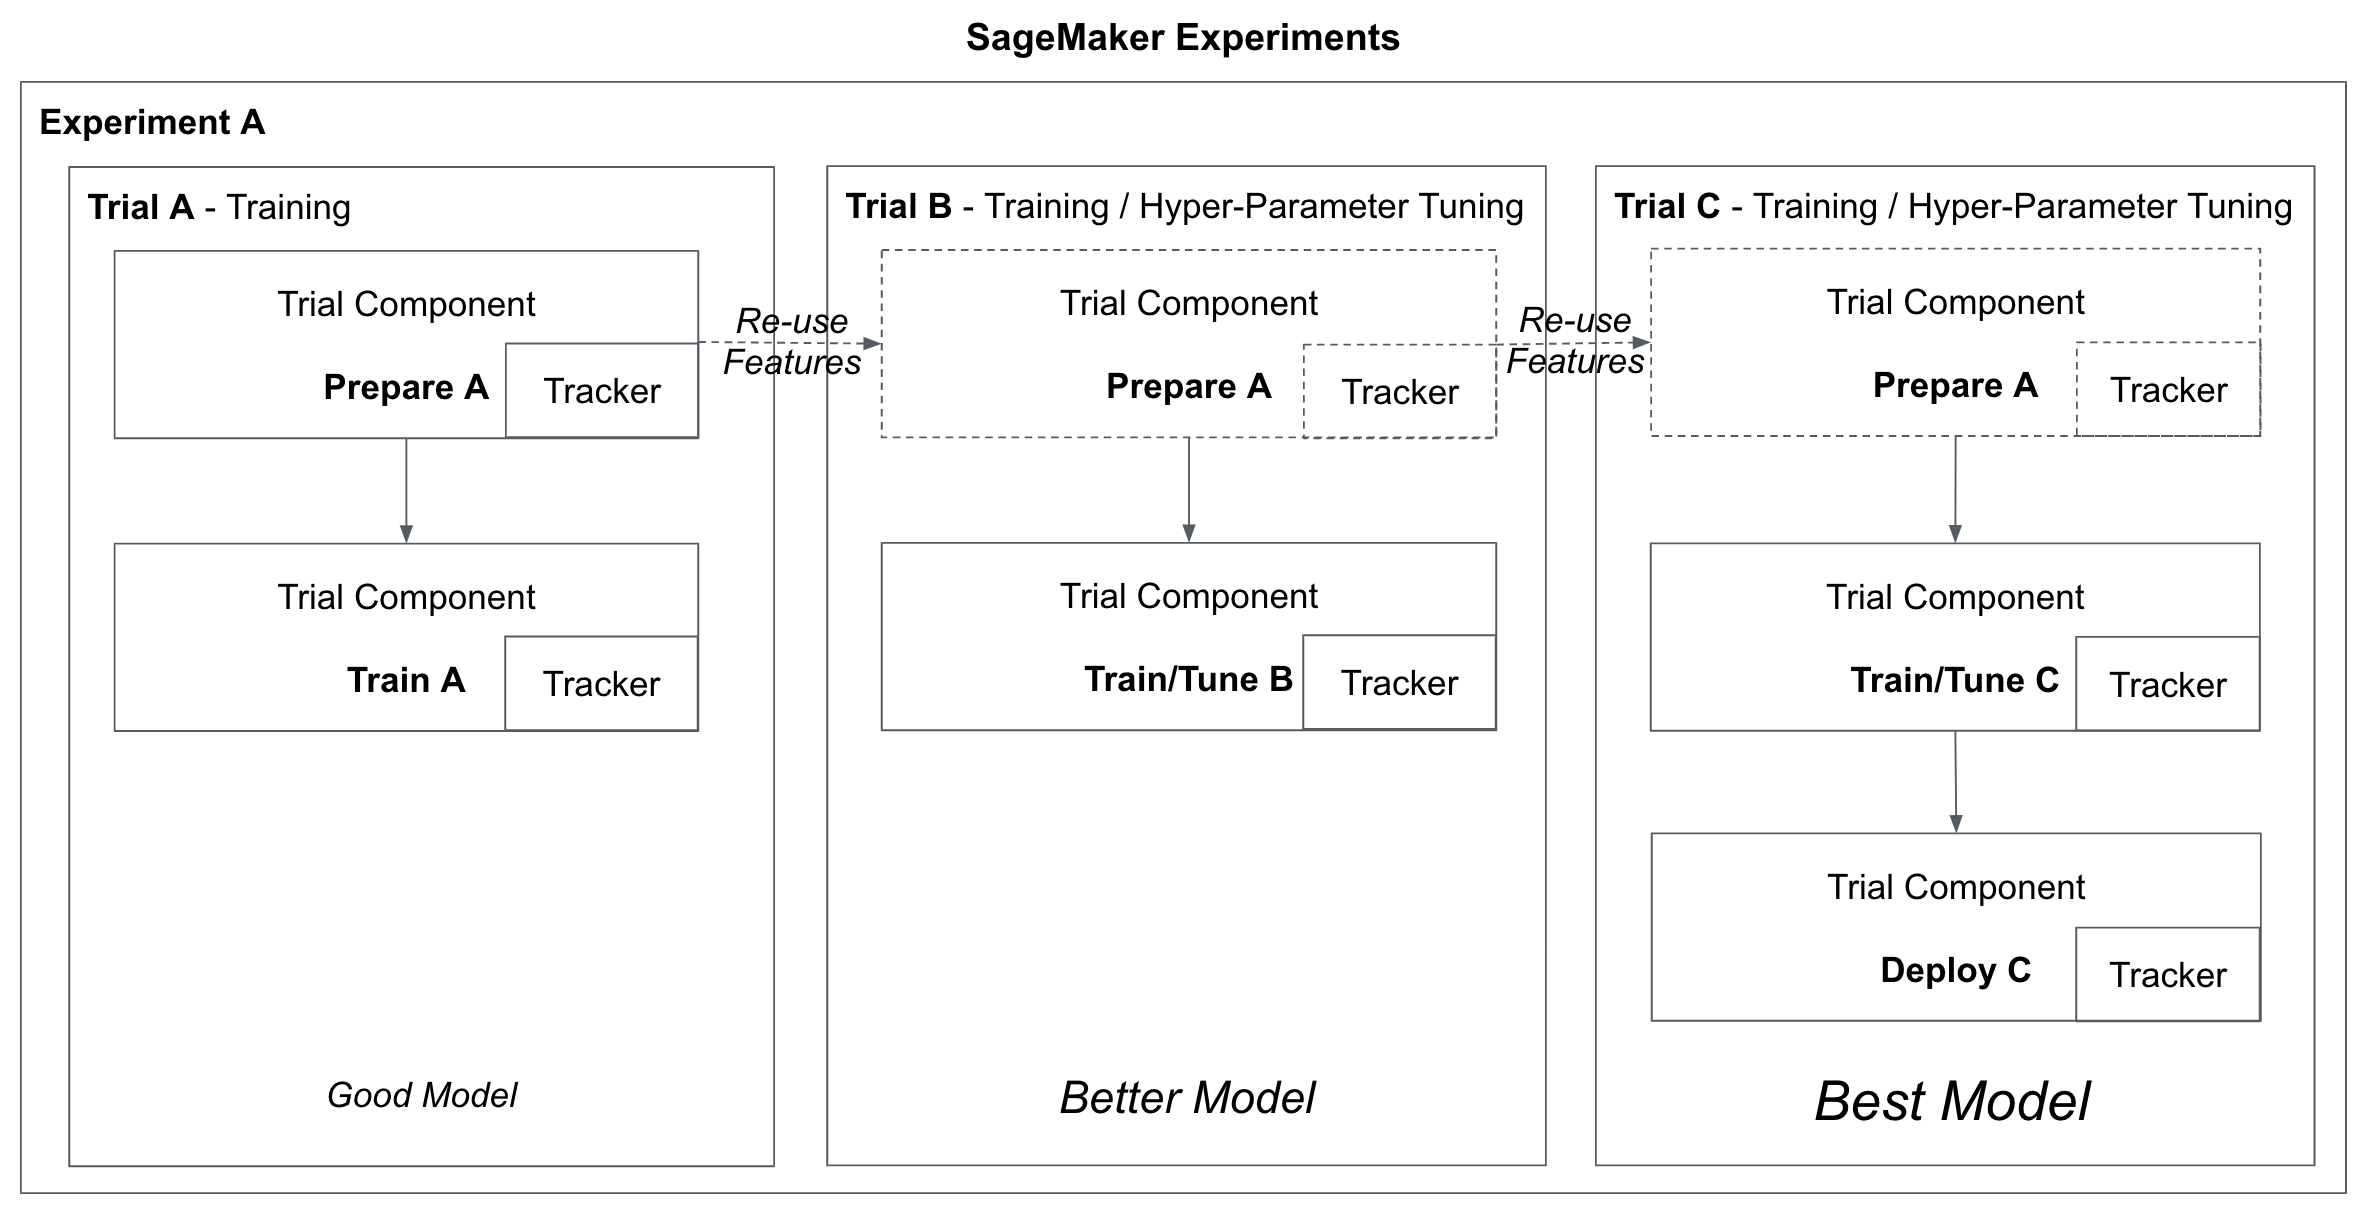 SageMaker Experiments
Experiment A
Trial A - Training
Trial Component
Prepare A
Tracker
Trial Component
Train A
Tracker
Good Model
Re-use
Features
Trial B - Training / Hyper-Parameter Tuning
Trial Component
Prepare A
Tracker
Trial Component
Train/Tune B
Tracker
Better Model
Re-use
Features
Trial C - Training / Hyper-Parameter Tuning
Trial Component
Prepare A
Tracker
Trial Component
Train/Tune C
Tracker
Trial Component
Deploy C
Tracker
Best Model